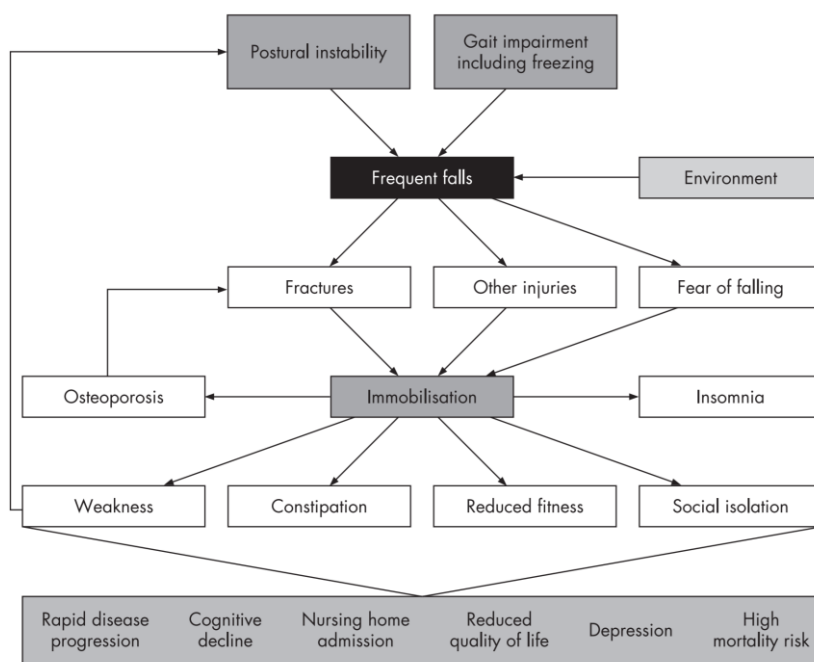 Postural instability
Gait impairment
including freezing
Frequent falls
Environment
Fractures
Other injuries
Fear of falling
Osteoporosis
Immobilisation
Insomnia
Weakness
Constipation
Reduced fitness
Social isolation
Rapid disease
progression
Cognitive
decline
Nursing home
admission
Reduced
quality of life
Depression
High
mortality risk